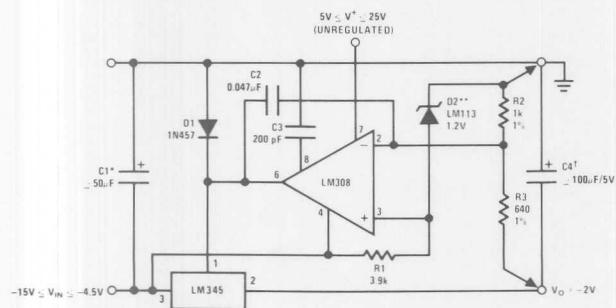 5V ≤ V⁺ ≤ 25V
(UNREGULATED)
C2
0.047μF
D1
1N457
C3
200 pF
D2**
LM113
1.2V
R2
1k
1%
7
2
−
8
6
LM308
C1*
+
≥ 50μF
C4†
+
≥ 100μF/5V
4
+
3
R3
640
1%
R1
3.9k
1
−15V ≤ VIN ≤ −4.5V
3
LM345
2
VO = −2V